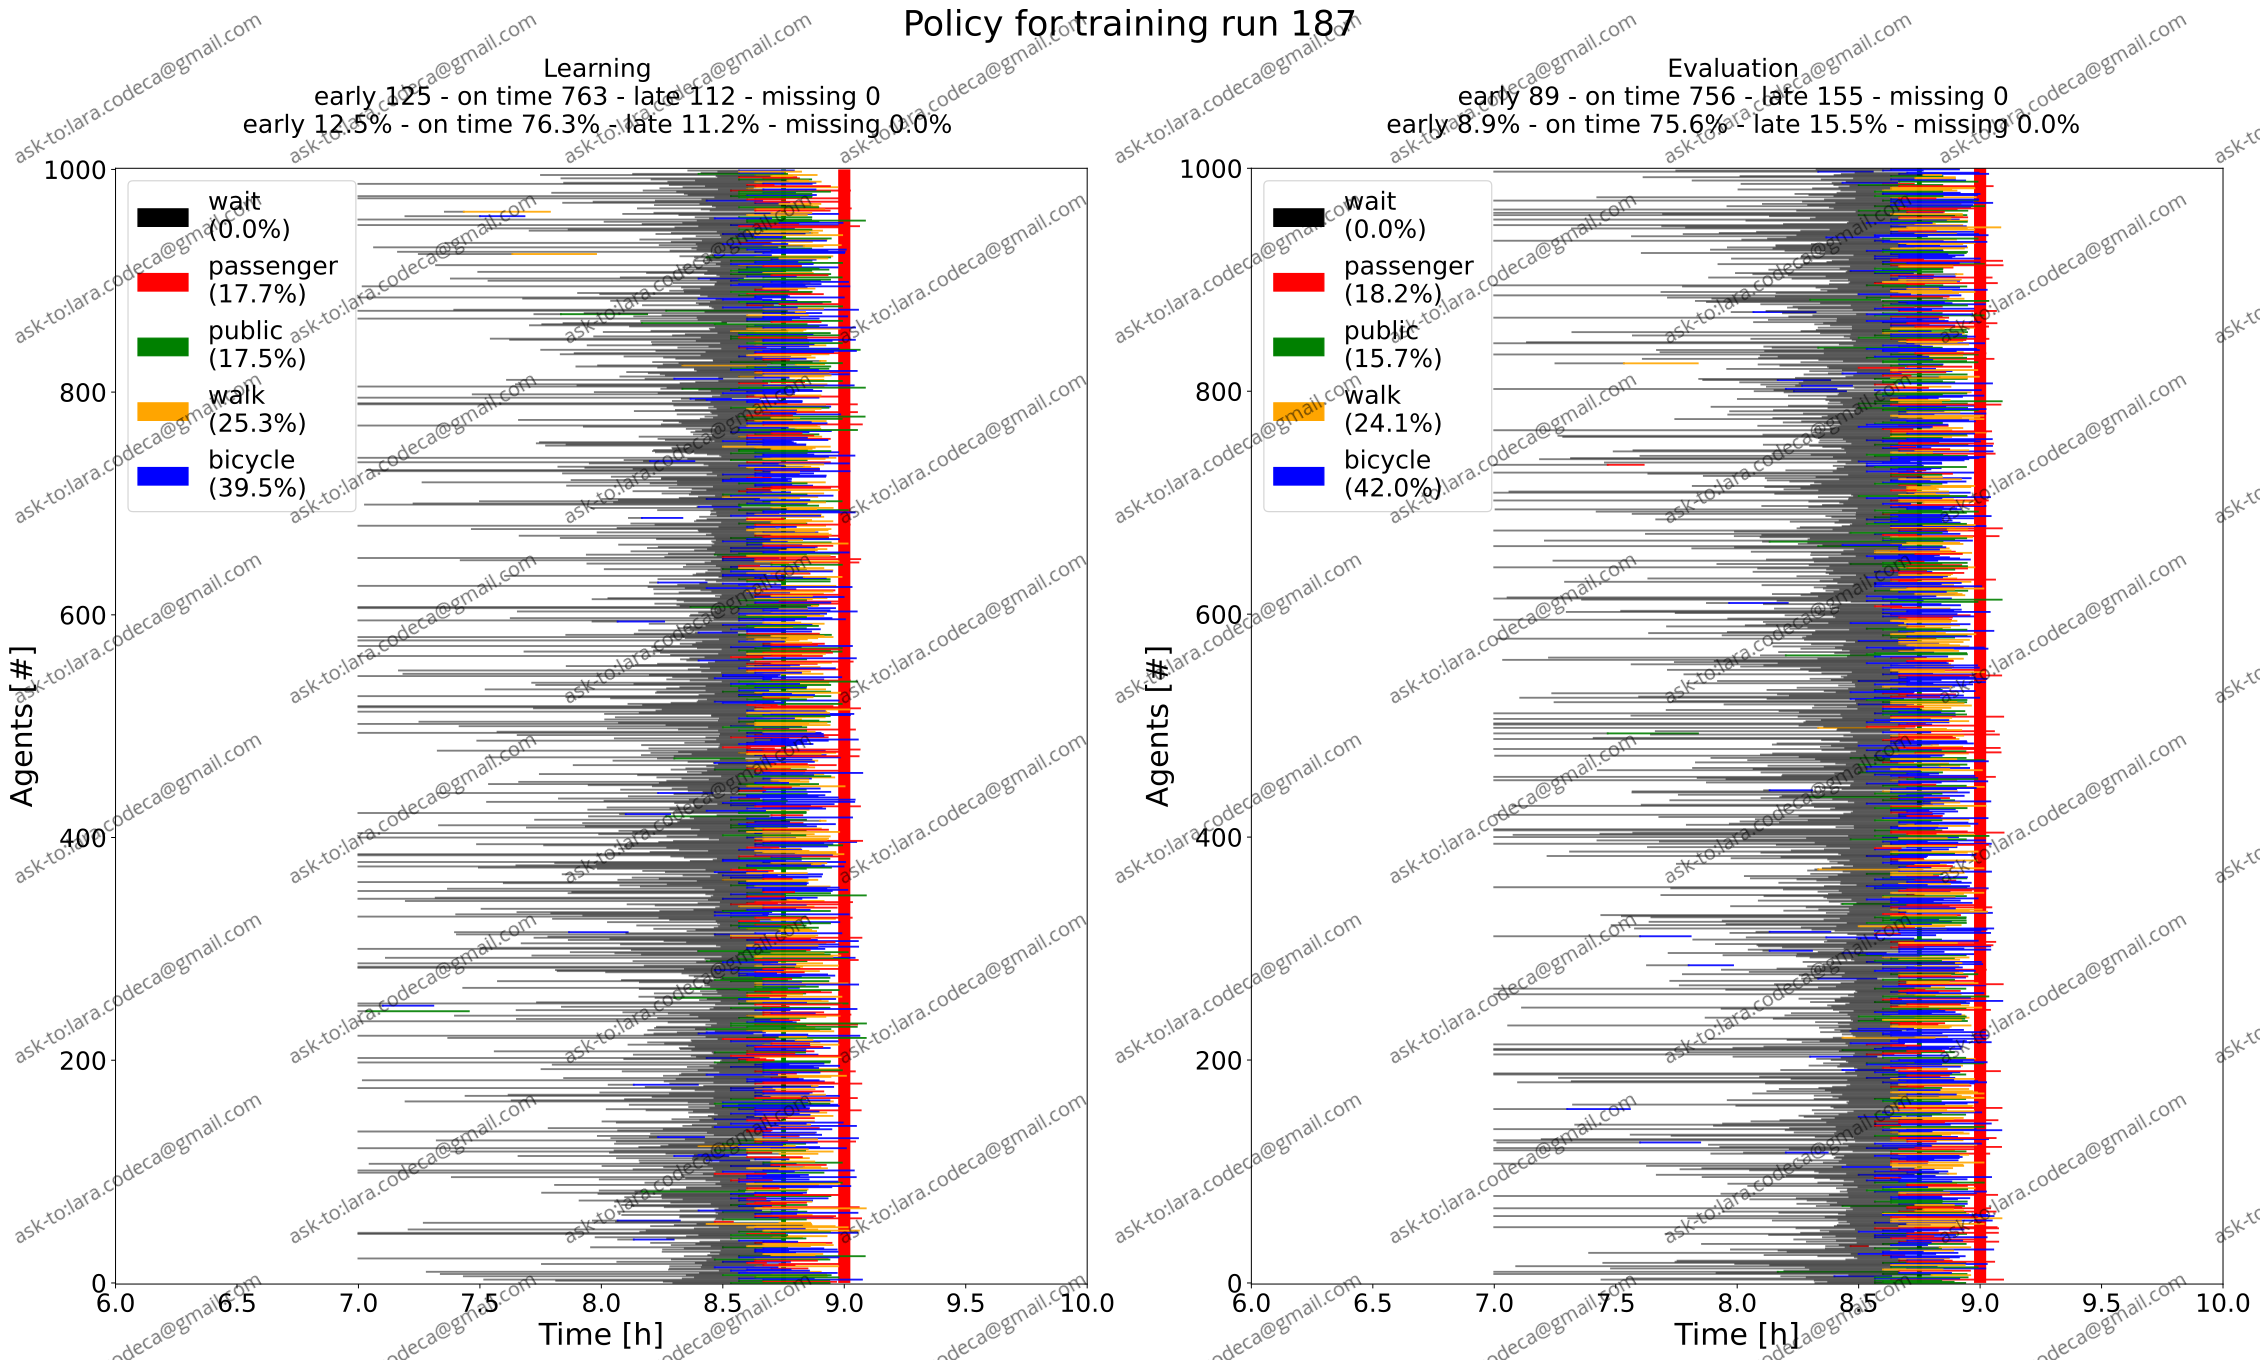 Policy for training run 187
Learning
early 125 - on time 763 - late 112 - missing 0
early 12.5% - on time 76.3% - late 11.2% - missing 0.0%
1000
800
600
400
200
0
Agents [#]
wait
(0.0%)
passenger
(17.7%)
public
(17.5%)
walk
(25.3%)
bicycle
(39.5%)
6.0 6.5 7.0 7.5 8.0 8.5 9.0 9.5 10.0
Time [h]
Evaluation
early 89 - on time 756 - late 155 - missing 0
early 8.9% - on time 75.6% - late 15.5% - missing 0.0%
1000
800
600
400
200
0
Agents [#]
wait
(0.0%)
passenger
(18.2%)
public
(15.7%)
walk
(24.1%)
bicycle
(42.0%)
6.0 6.5 7.0 7.5 8.0 8.5 9.0 9.5 10.0
Time [h]
ask-to:lara.codeca@gmail.com